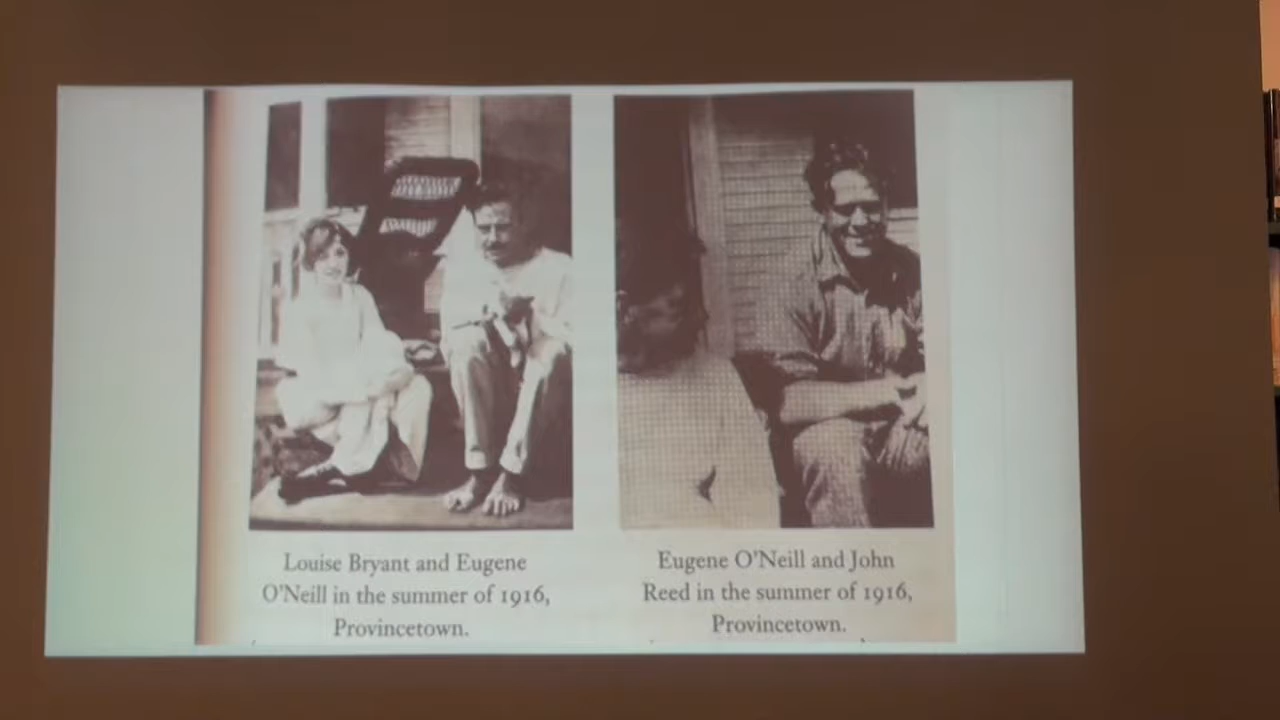 Louise Bryant and Eugene
O'Neill in the summer of 1916,
Provincetown.
Eugene O'Neill and John
Reed in the summer of 1916,
Provincetown.